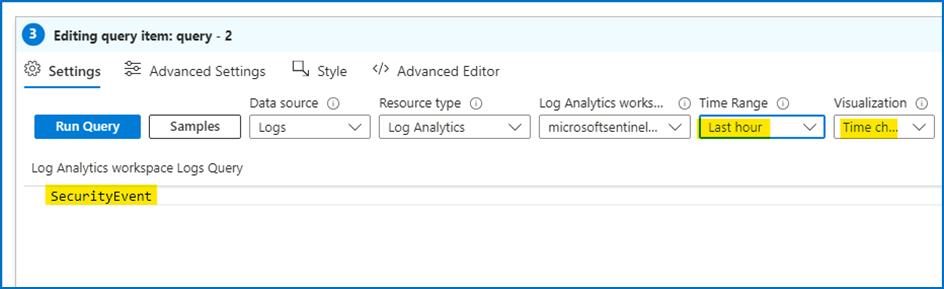 3 Editing query item: query - 2
Settings Advanced Settings Style </> Advanced Editor
Data source Resource type Log Analytics works... Time Range Visualization
Run Query Samples Logs Log Analytics microsoftsentinel... Last hour Time ch...
Log Analytics workspace Logs Query
SecurityEvent